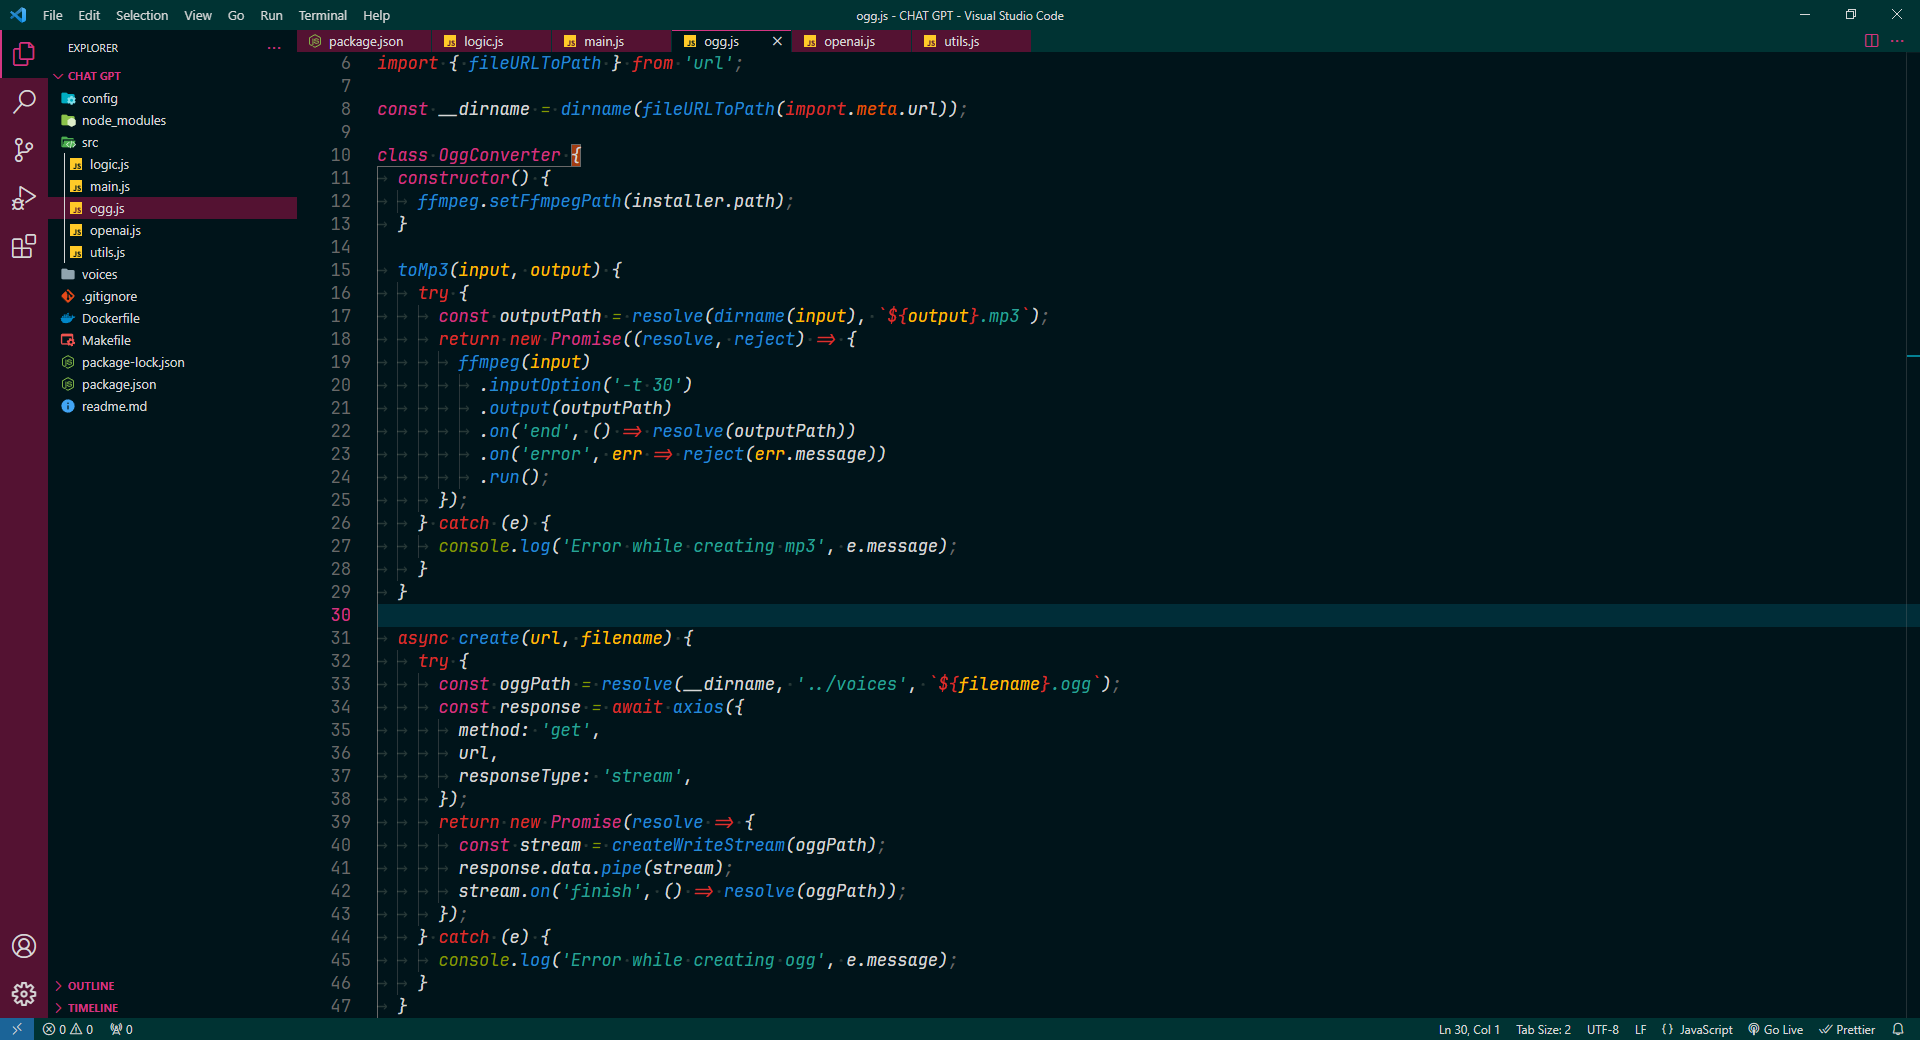 File Edit Selection View Go Run Terminal Help
ogg.js - CHAT GPT - Visual Studio Code
EXPLORER
CHAT GPT
config
node_modules
src
logic.js
main.js
ogg.js
openai.js
utils.js
voices
.gitignore
Dockerfile
Makefile
package-lock.json
package.json
readme.md
OUTLINE
TIMELINE
package.json logic.js main.js ogg.js openai.js utils.js
6 import { fileURLToPath } from 'url';
7
8 const __dirname = dirname(fileURLToPath(import.meta.url));
9
10 class OggConverter {
11 constructor() {
12 ffmpeg.setFfmpegPath(installer.path);
13 }
14
15 toMp3(input, output) {
16 try {
17 const outputPath = resolve(dirname(input), `${output}.mp3`);
18 return new Promise((resolve, reject) => {
19 ffmpeg(input)
20 .inputOption('-t 30')
21 .output(outputPath)
22 .on('end', () => resolve(outputPath))
23 .on('error', err => reject(err.message))
24 .run();
25 });
26 } catch (e) {
27 console.log('Error while creating mp3', e.message);
28 }
29 }
30
31 async create(url, filename) {
32 try {
33 const oggPath = resolve(__dirname, '../voices', `${filename}.ogg`);
34 const response = await axios({
35 method: 'get',
36 url,
37 responseType: 'stream',
38 });
39 return new Promise(resolve => {
40 const stream = createWriteStream(oggPath);
41 response.data.pipe(stream);
42 stream.on('finish', () => resolve(oggPath));
43 });
44 } catch (e) {
45 console.log('Error while creating ogg', e.message);
46 }
47 }
0 0 0
Ln 30, Col 1 Tab Size: 2 UTF-8 LF {} JavaScript Go Live Prettier